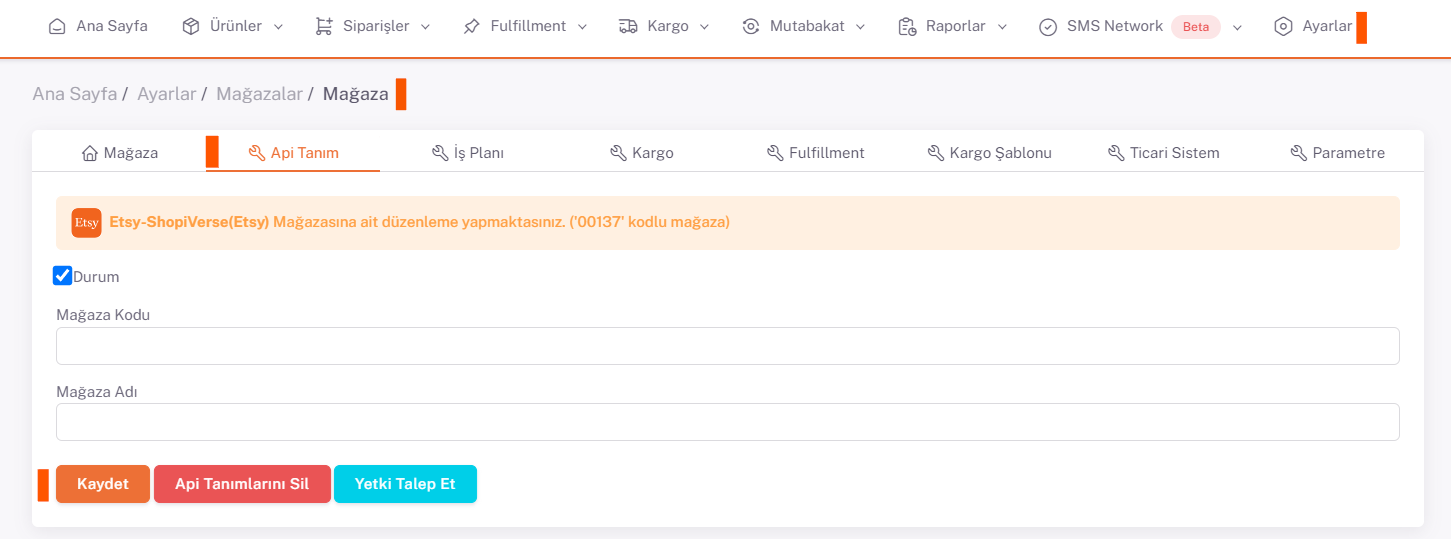 Ana Sayfa Ürünler Siparişler Fulfillment Kargo Mutabakat Raporlar SMS Network Beta Ayarlar
Ana Sayfa / Ayarlar / Mağazalar / Mağaza
Mağaza Api Tanım İş Planı Kargo Fulfillment Kargo Şablonu Ticari Sistem Parametre
Etsy Etsy-ShopiVerse(Etsy) Mağazasına ait düzenleme yapmaktasınız. ('00137' kodlu mağaza)
Durum
Mağaza Kodu
Mağaza Adı
Kaydet Api Tanımlarını Sil Yetki Talep Et